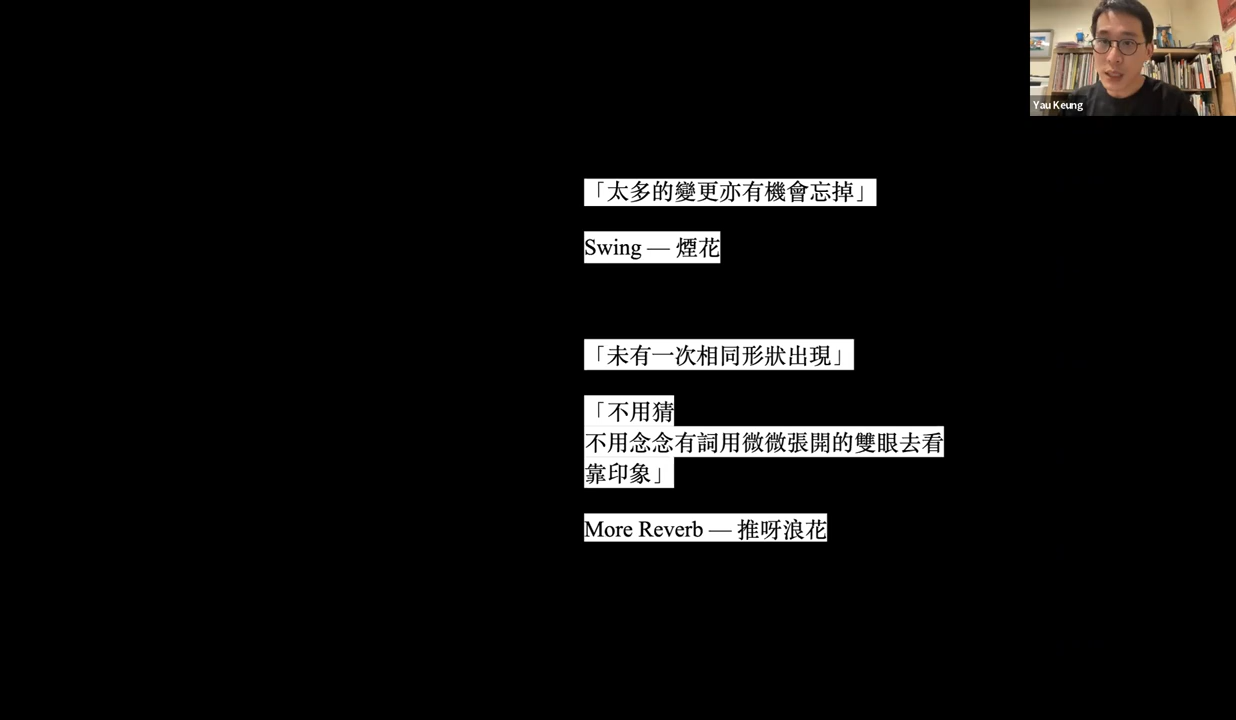 Yau Keung
「太多的變更亦有機會忘掉」
Swing — 煙花
「未有一次相同形狀出現」
「不用猜
不用念念有詞用微微張開的雙眼去看
靠印象」
More Reverb — 推呀浪花